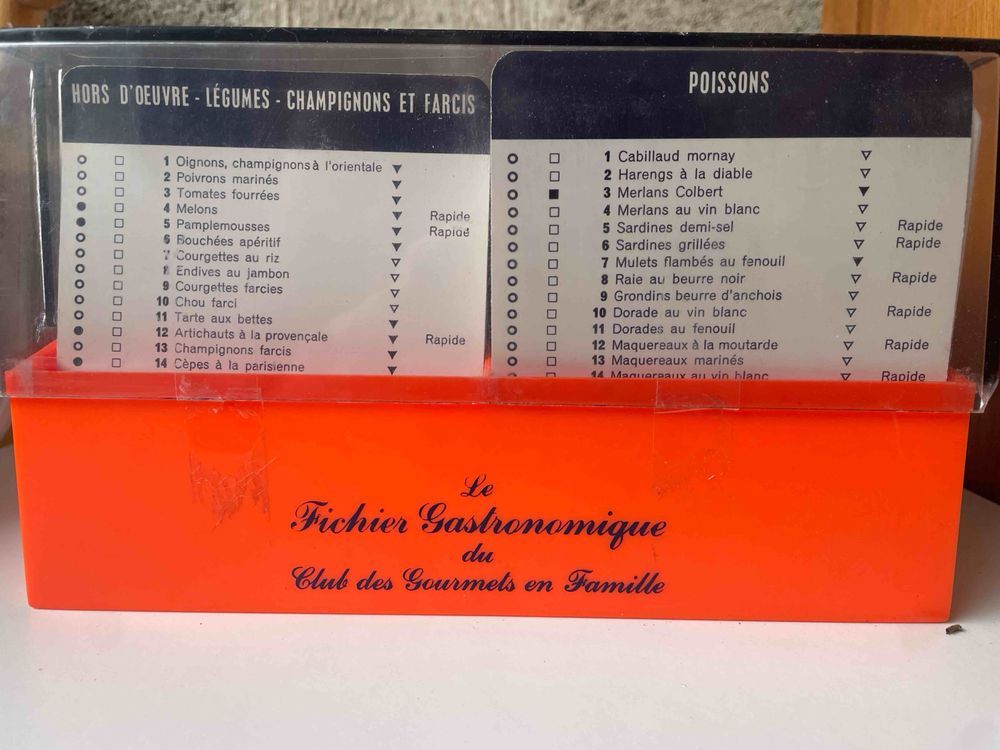 HORS D'OEUVRE - LÉGUMES - CHAMPIGNONS ET FARCIS
1 Oignons, champignons à l'orientale
2 Poivrons marinés
3 Tomates fourrées
4 Melons Rapide
5 Pamplemousses Rapide
6 Bouchées apéritif
7 Courgettes au riz
8 Endives au jambon
9 Courgettes farcies
10 Chou farci
11 Tarte aux bettes
12 Artichauts à la provençale Rapide
13 Champignons farcis
14 Cèpes à la parisienne
POISSONS
1 Cabillaud mornay
2 Harengs à la diable
3 Merlans Colbert
4 Merlans au vin blanc
5 Sardines demi-sel Rapide
6 Sardines grillées Rapide
7 Mulets flambés au fenouil
8 Raie au beurre noir Rapide
9 Grondins beurre d'anchois
10 Dorade au vin blanc Rapide
11 Dorades au fenouil
12 Maquereaux à la moutarde Rapide
13 Maquereaux marinés
14 Maquereaux au vin blanc Rapide
Le
Fichier Gastronomique
du
Club des Gourmets en Famille